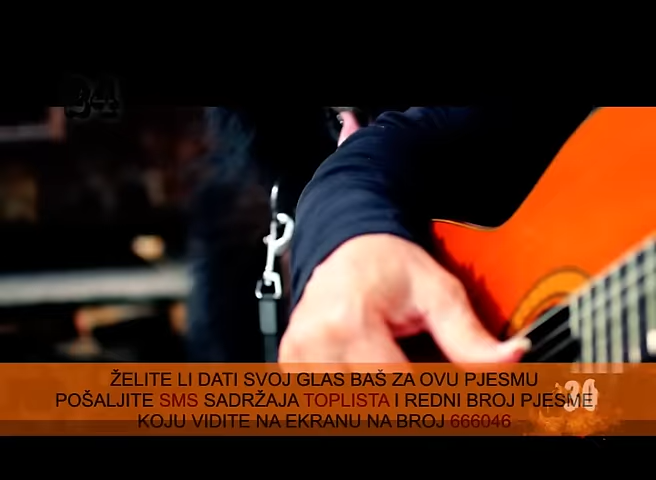 ŽELITE LI DATI SVOJ GLAS BAŠ ZA OVU PJESMU
POŠALJITE SMS SADRŽAJA TOPLISTA I REDNI BROJ PJESME
KOJU VIDITE NA EKRANU NA BROJ 666046